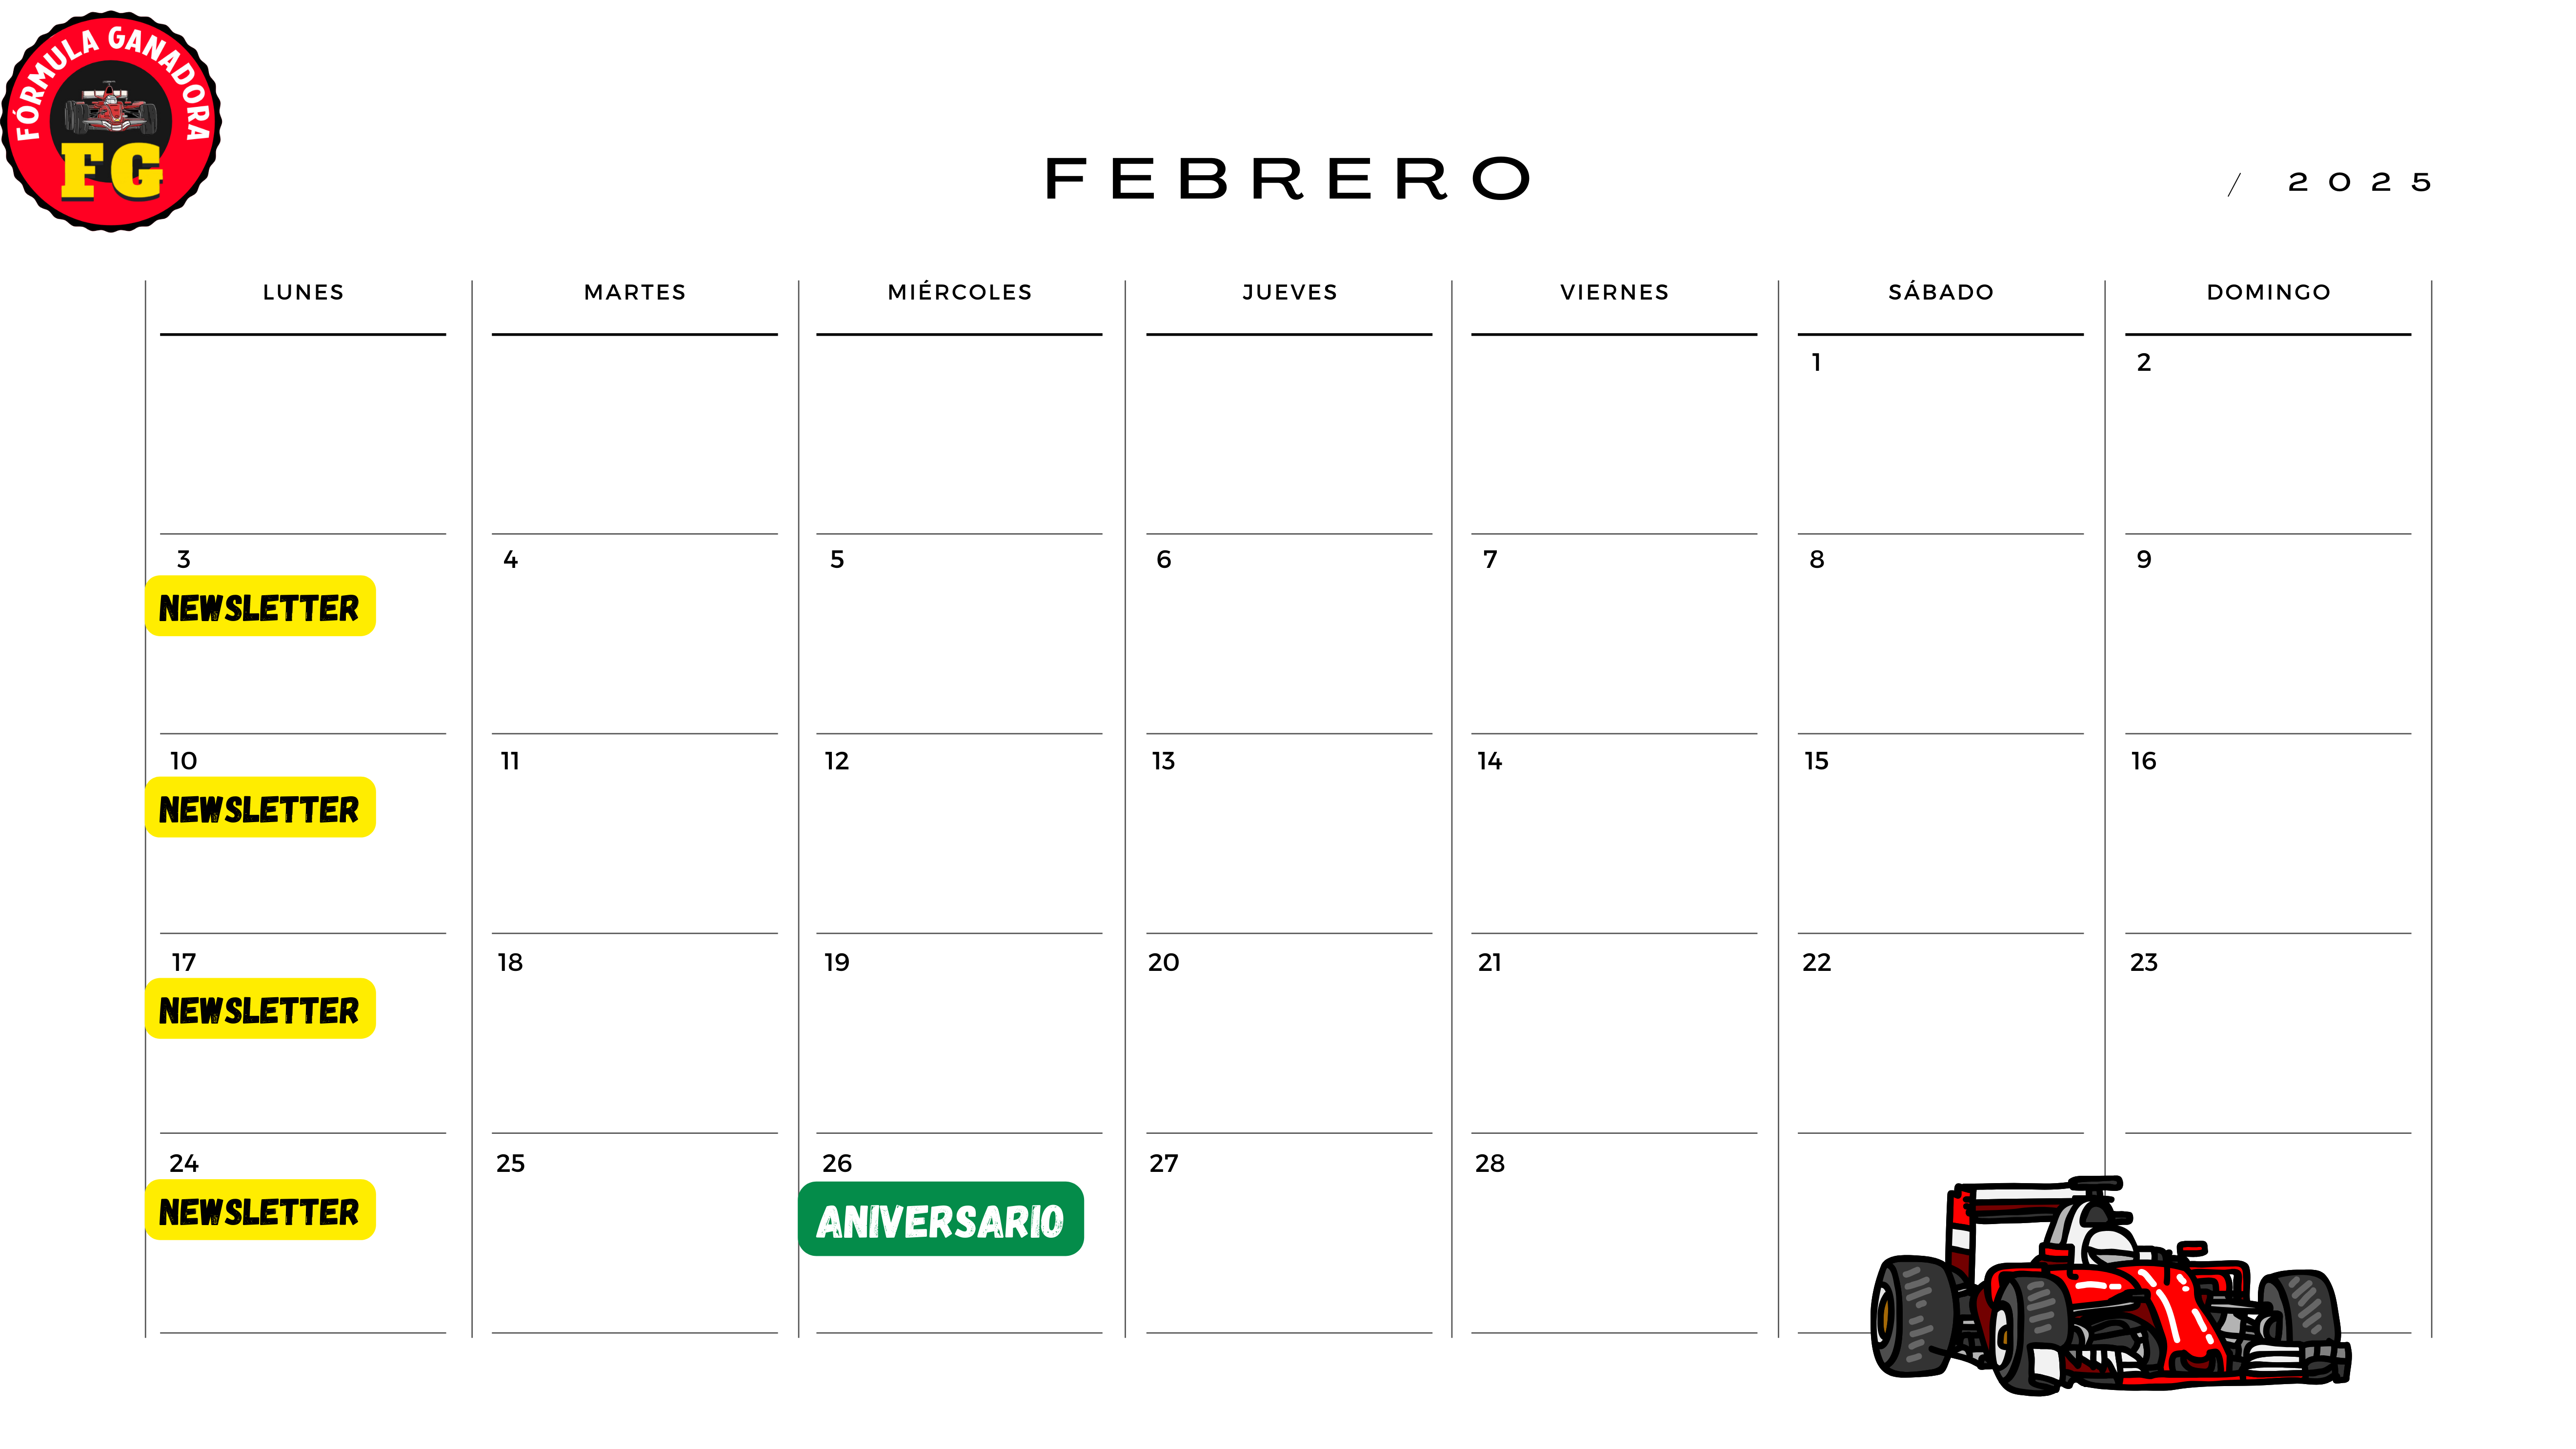 FÓRMULA GANADORA
FG
FEBRERO
/ 2025
LUNES MARTES MIÉRCOLES JUEVES VIERNES SÁBADO DOMINGO
1 2
3 4 5 6 7 8 9
NEWSLETTER
10 11 12 13 14 15 16
NEWSLETTER
17 18 19 20 21 22 23
NEWSLETTER
24 25 26 27 28
NEWSLETTER ANIVERSARIO